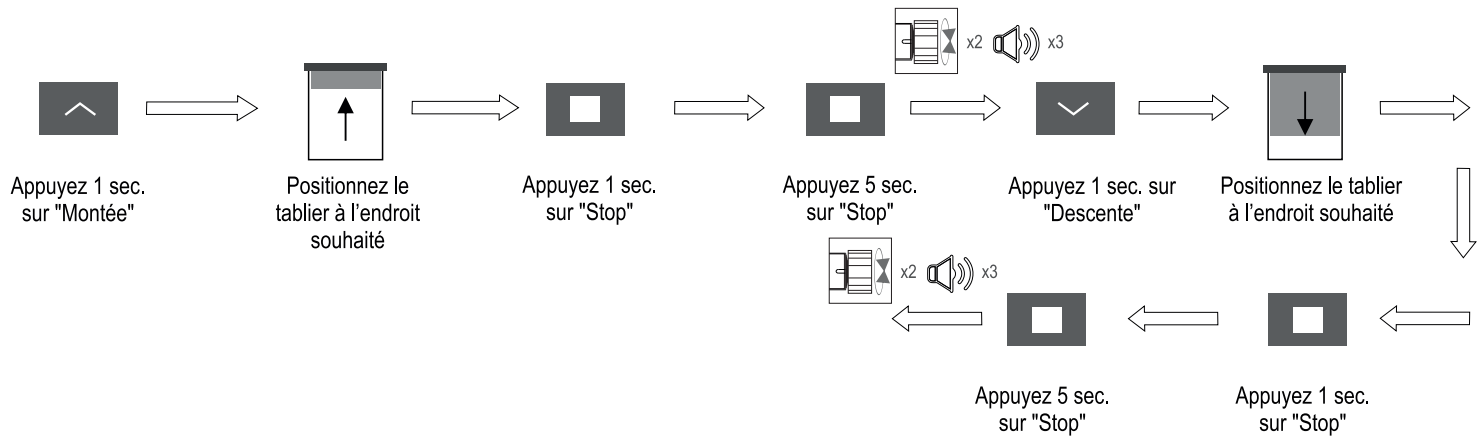 x2 x3
Appuyez 1 sec.
sur "Montée"
Positionnez le
tablier à l'endroit
souhaité
Appuyez 1 sec.
sur "Stop"
Appuyez 5 sec.
sur "Stop"
Appuyez 1 sec. sur
"Descente"
Positionnez le tablier
à l'endroit souhaité
x2 x3
Appuyez 5 sec.
sur "Stop"
Appuyez 1 sec.
sur "Stop"